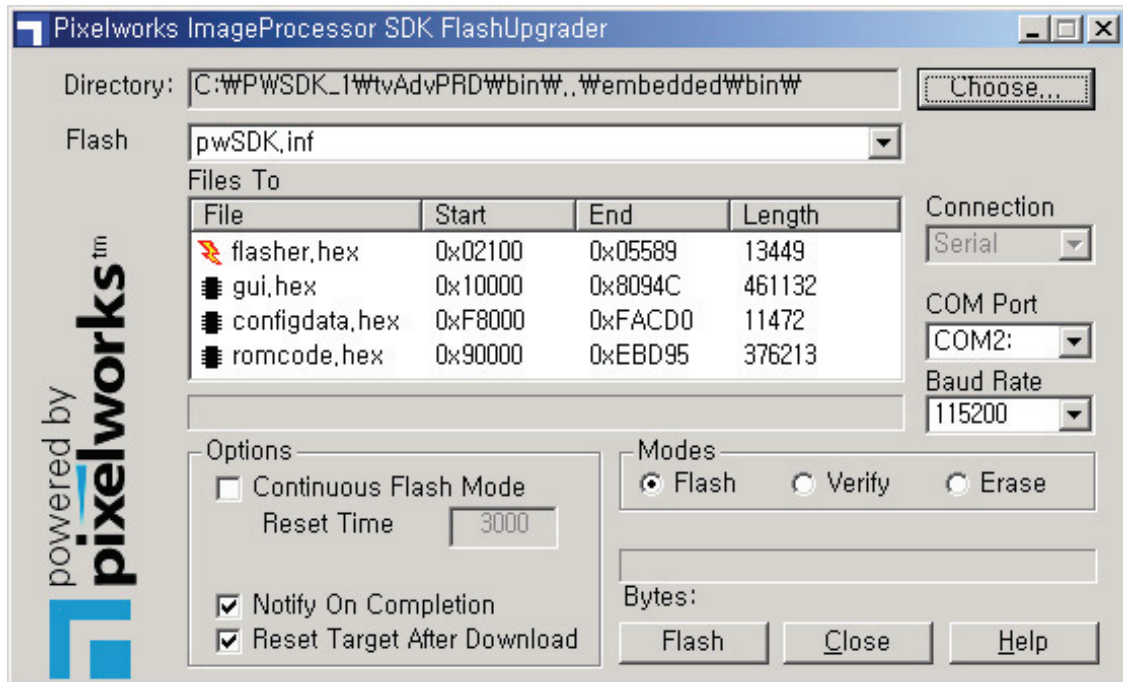 Pixelworks ImageProcessor SDK FlashUpgrader
Directory: C:₩PWSDK_1₩tvAdvPRD₩bin₩..₩embedded₩bin₩ Choose...
Flash pwSDK.inf
Files To
File Start End Length
flasher.hex 0x02100 0x05589 13449
gui.hex 0x10000 0x8094C 461132
configdata.hex 0xF8000 0xFACD0 11472
romcode.hex 0x90000 0xEBD95 376213
Connection
Serial
COM Port
COM2:
Baud Rate
115200
Options
Continuous Flash Mode
Reset Time 3000
Notify On Completion
Reset Target After Download
Modes
Flash Verify Erase
Bytes:
Flash Close Help
powered by
pixelworks™